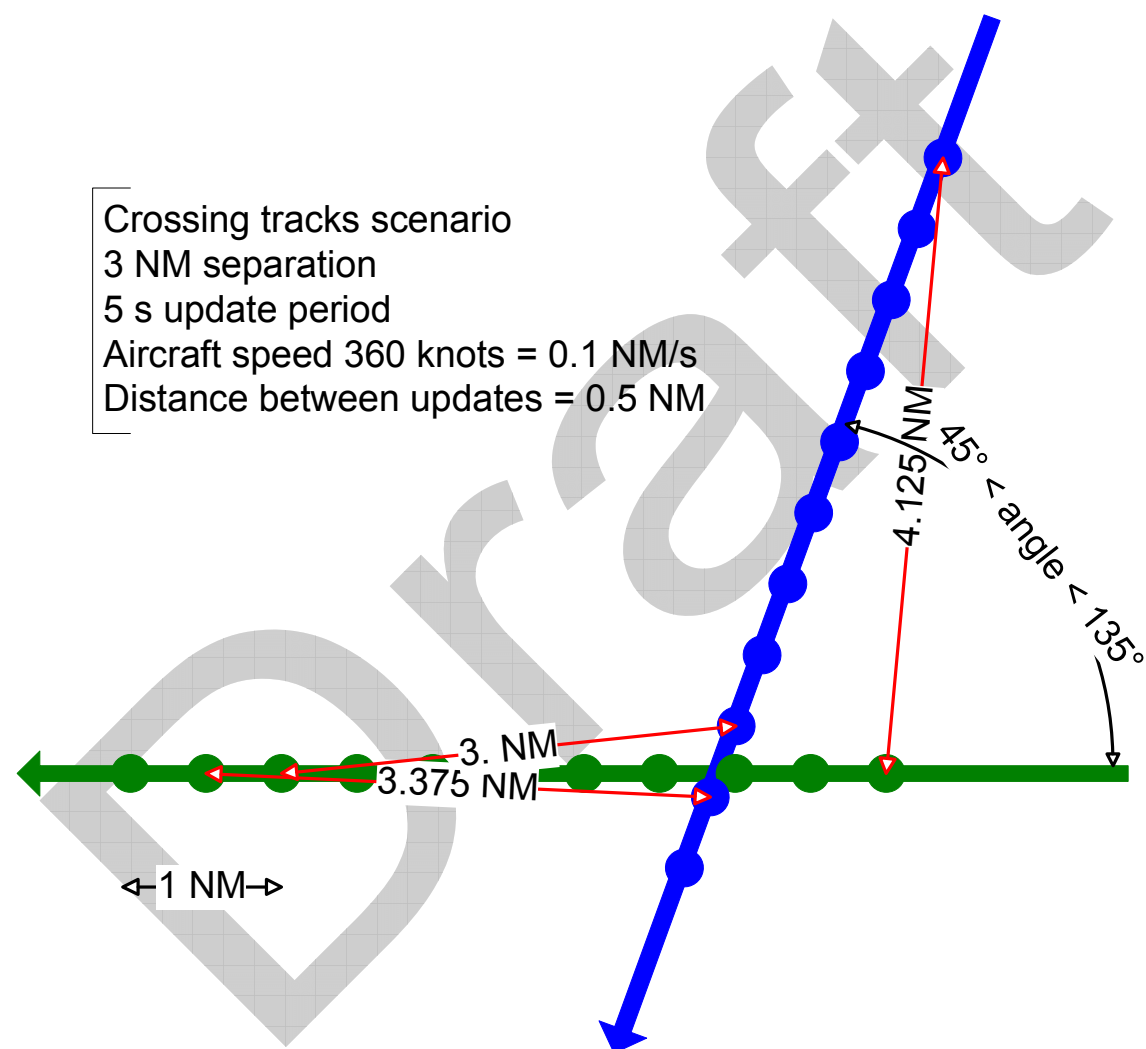 Crossing tracks scenario
3 NM separation
5 s update period
Aircraft speed 360 knots = 0.1 NM/s
Distance between updates = 0.5 NM
4.125 NM
45° < angle < 135°
3. NM
3.375 NM
1 NM
Draft